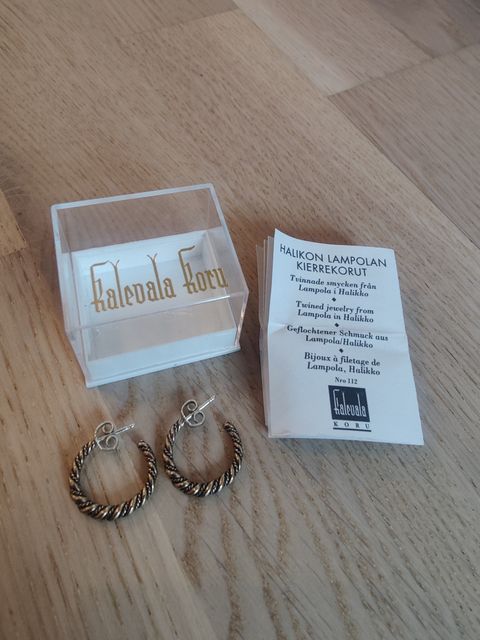 Kalevala Koru
HALIKON LAMPOLAN
KIERREKORUT
Tvinnade smycken från
Lampola i Halikko
Twined jewelry from
Lampola in Halikko
Geflochtener Schmuck aus
Lampola/Halikko
Bijoux à filetage de
Lampola, Halikko
Nro 112
Kalevala
KORU